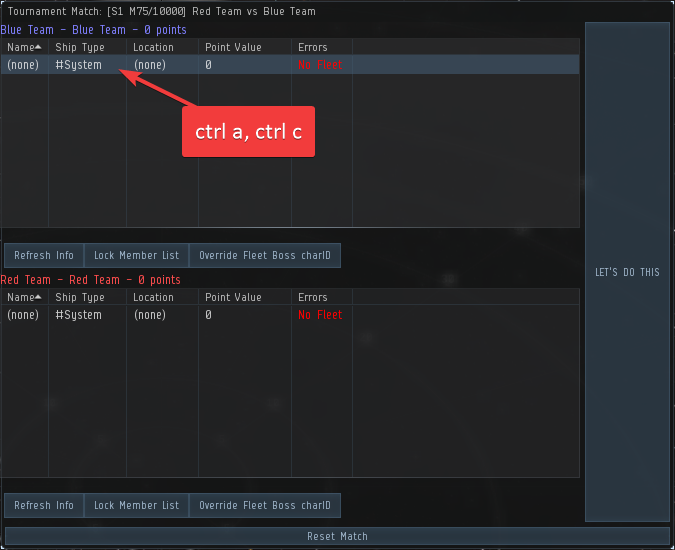 Tournament Match: [S1 M75/10000] Red Team vs Blue Team
Blue Team - Blue Team - 0 points
Name Ship Type Location Point Value Errors
(none) #System (none) 0 No Fleet
ctrl a, ctrl c
Refresh Info Lock Member List Override Fleet Boss charID
Red Team - Red Team - 0 points
Name Ship Type Location Point Value Errors
(none) #System (none) 0 No Fleet
Refresh Info Lock Member List Override Fleet Boss charID
LET'S DO THIS
Reset Match